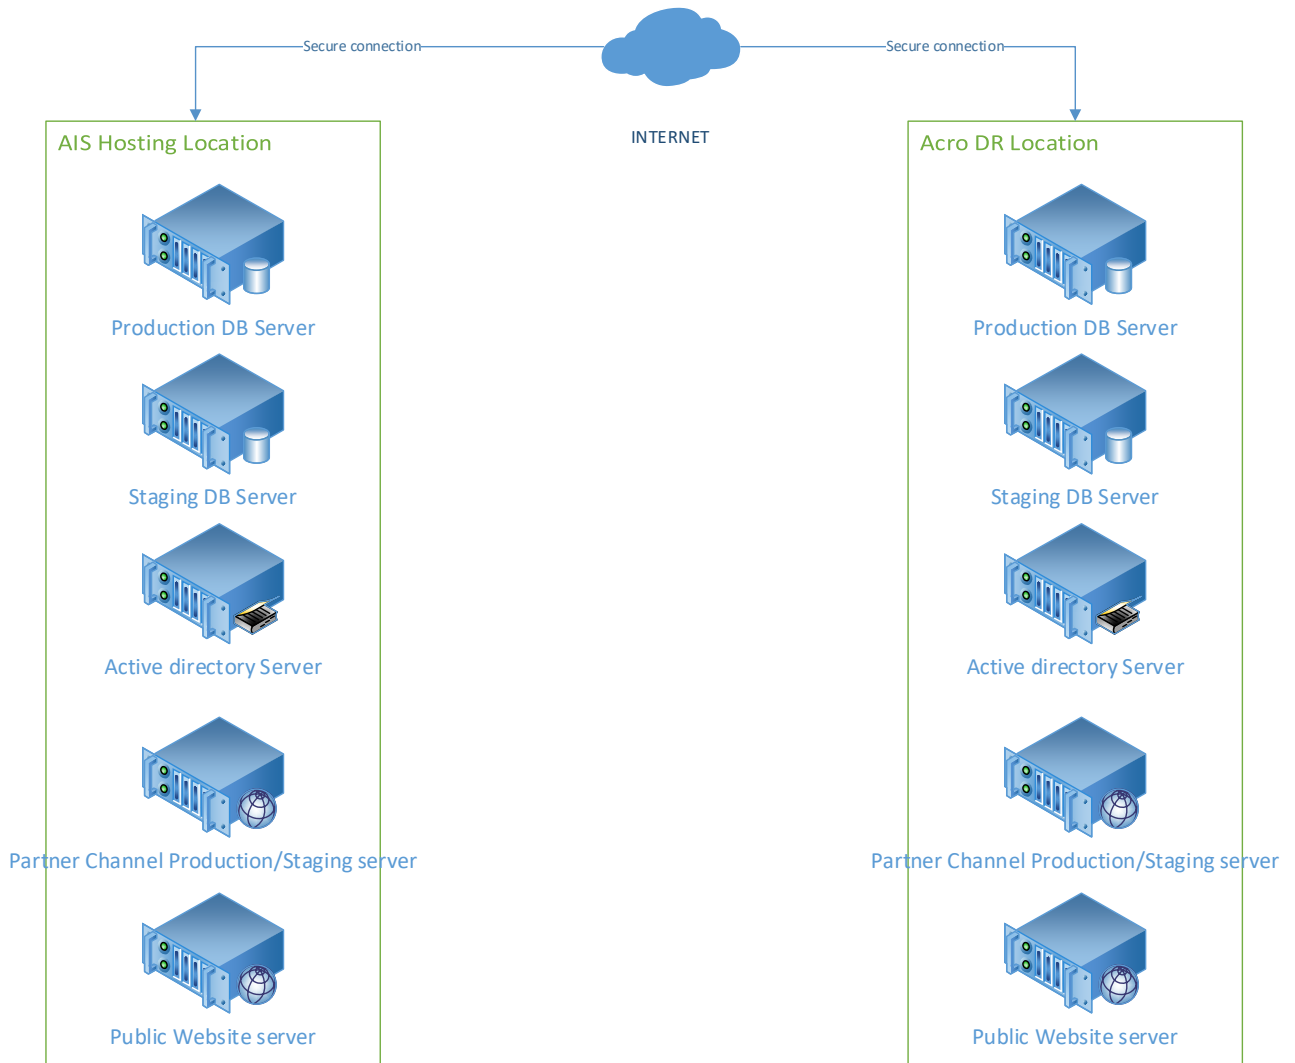 Secure connection
Secure connection
INTERNET
AIS Hosting Location
Production DB Server
Staging DB Server
Active directory Server
Partner Channel Production/Staging server
Public Website server
Acro DR Location
Production DB Server
Staging DB Server
Active directory Server
Partner Channel Production/Staging server
Public Website server